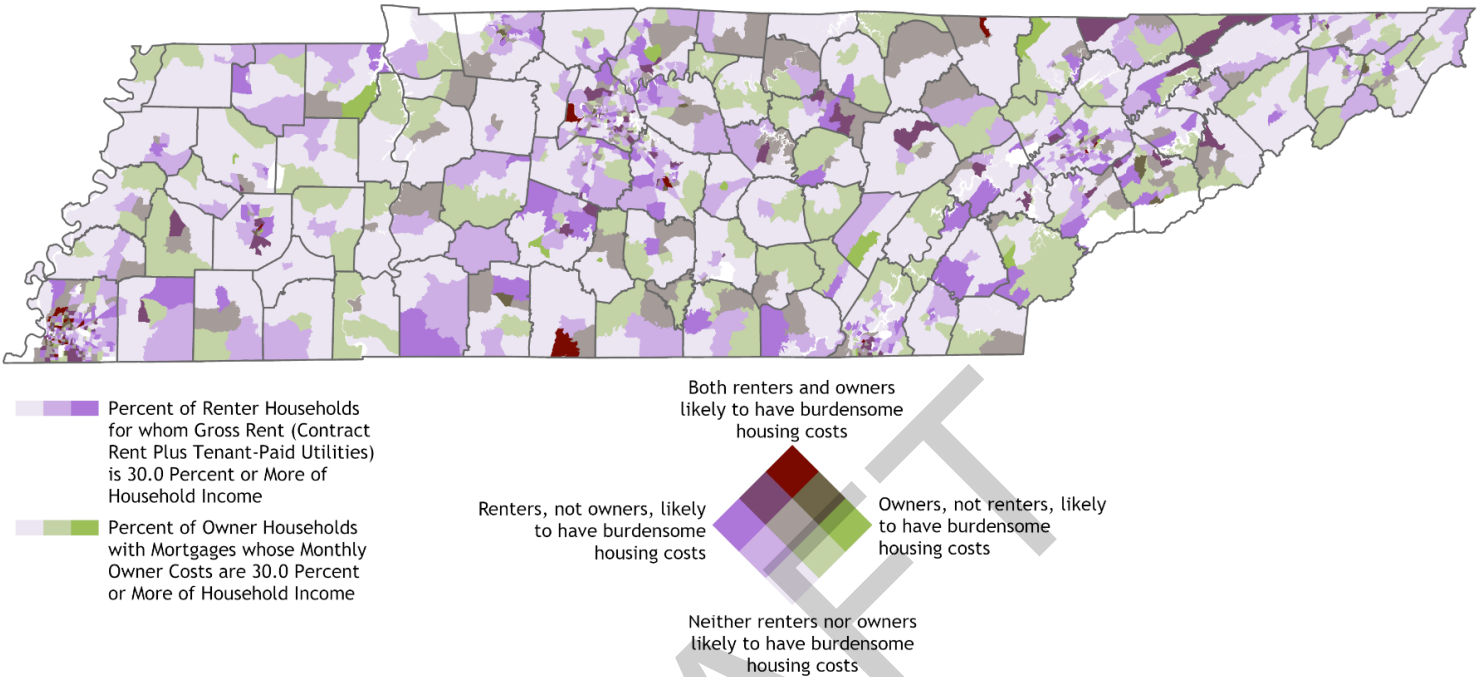 Percent of Renter Households
for whom Gross Rent (Contract
Rent Plus Tenant-Paid Utilities)
is 30.0 Percent or More of
Household Income
Percent of Owner Households
with Mortgages whose Monthly
Owner Costs are 30.0 Percent
or More of Household Income
Both renters and owners
likely to have burdensome
housing costs
Renters, not owners, likely
to have burdensome
housing costs
Owners, not renters, likely
to have burdensome
housing costs
Neither renters nor owners
likely to have burdensome
housing costs
AFT